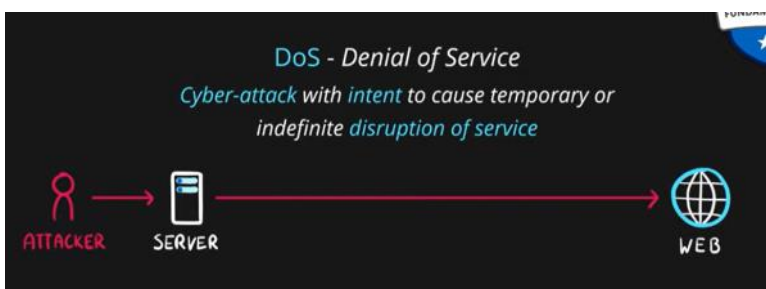 DoS - Denial of Service
Cyber-attack with intent to cause temporary or
indefinite disruption of service
ATTACKER
SERVER
WEB